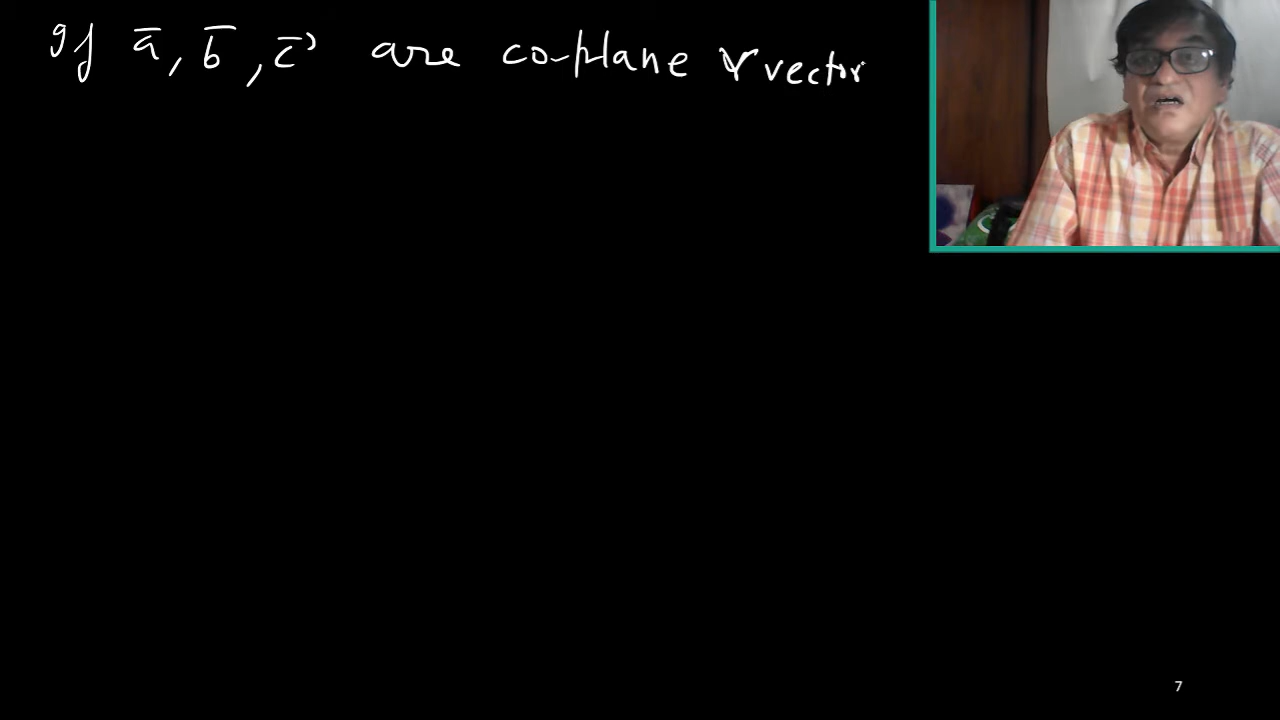 If a̅, b̅, c̅ are co-plane vector
7